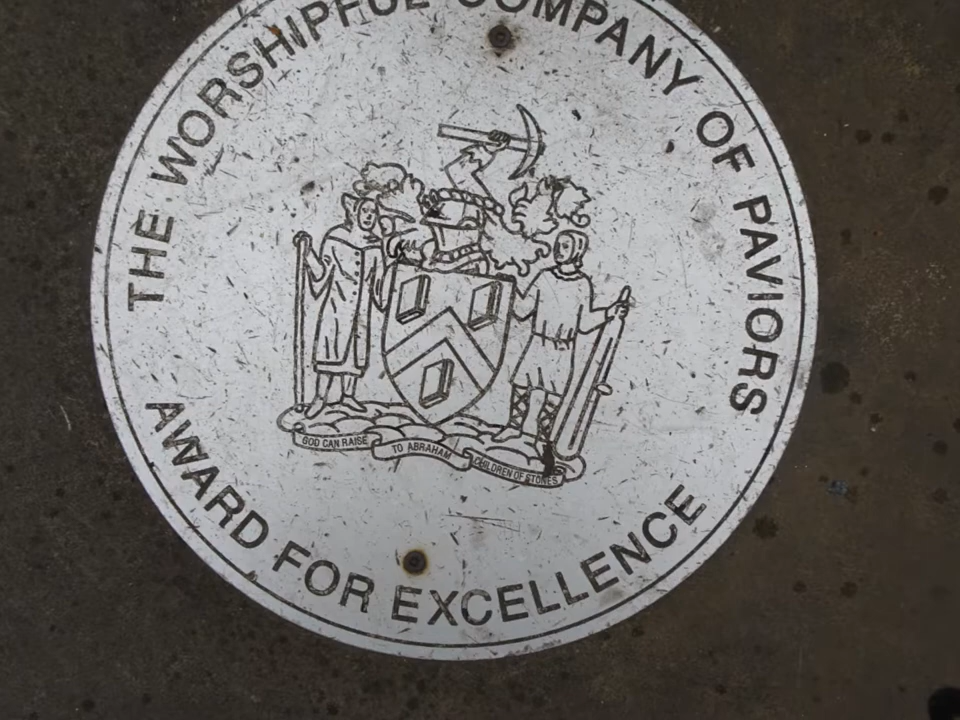 THE WORSHIPFUL COMPANY OF PAVIORS
GOD CAN RAISE TO ABRAHAM CHILDREN OF STONES
AWARD FOR EXCELLENCE